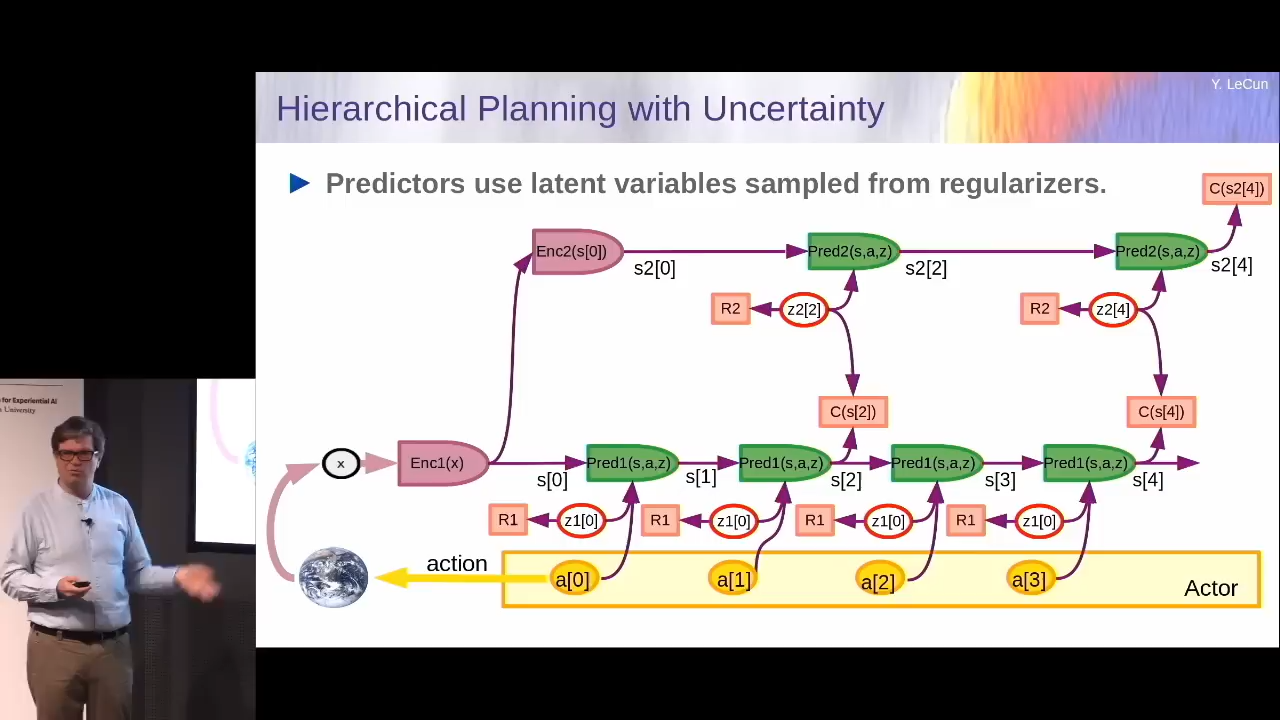 Y. LeCun
Hierarchical Planning with Uncertainty
Predictors use latent variables sampled from regularizers.
C(s2[4])
Enc2(s[0])
Pred2(s,a,z)
Pred2(s,a,z)
s2[0]
s2[2]
s2[4]
R2
z2[2]
R2
z2[4]
C(s[2])
C(s[4])
x
Enc1(x)
Pred1(s,a,z)
Pred1(s,a,z)
Pred1(s,a,z)
Pred1(s,a,z)
s[0]
s[1]
s[2]
s[3]
s[4]
R1
z1[0]
R1
z1[0]
R1
z1[0]
R1
z1[0]
action
a[0]
a[1]
a[2]
a[3]
Actor
for Experiential AI
University